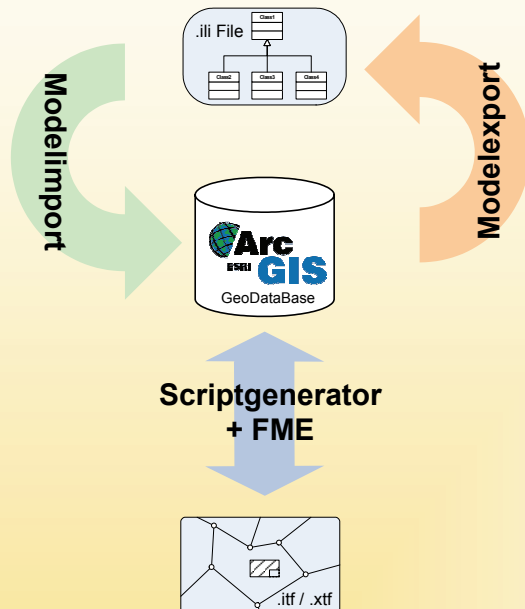 .ili File
Class1
Class2
Class3
Class4
Modelimport
Modelexport
Arc
ESRI
GIS
GeoDataBase
Scriptgenerator
+ FME
.itf / .xtf